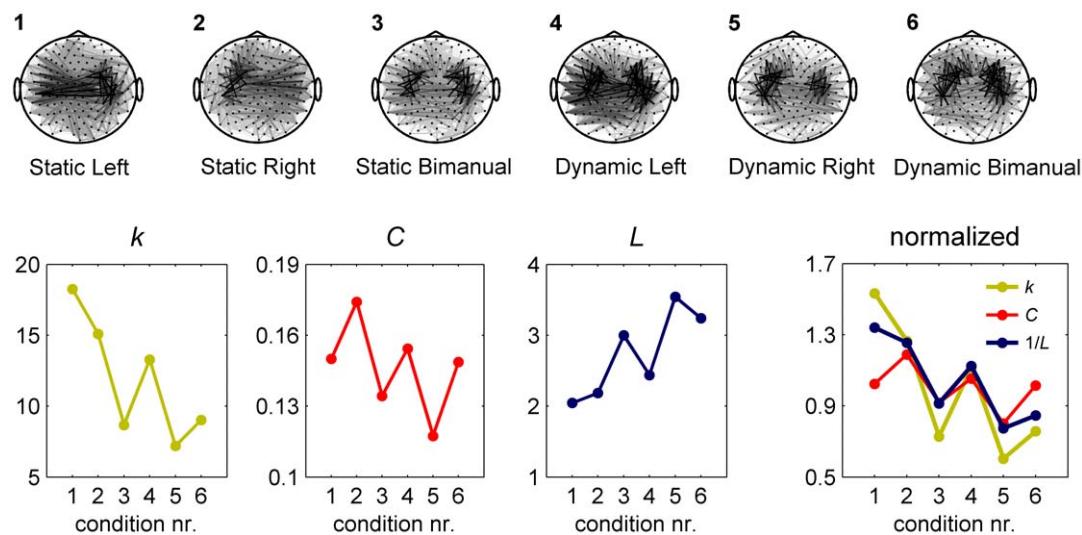 1 2 3 4 5 6
Static Left Static Right Static Bimanual Dynamic Left Dynamic Right Dynamic Bimanual
k C L normalized
20 0.19 4 1.7
k
C
1/L
15 0.16 3 1.3
10 0.13 2 0.9
5 0.1 1 0.5
1 2 3 4 5 6 1 2 3 4 5 6 1 2 3 4 5 6 1 2 3 4 5 6
condition nr. condition nr. condition nr. condition nr.